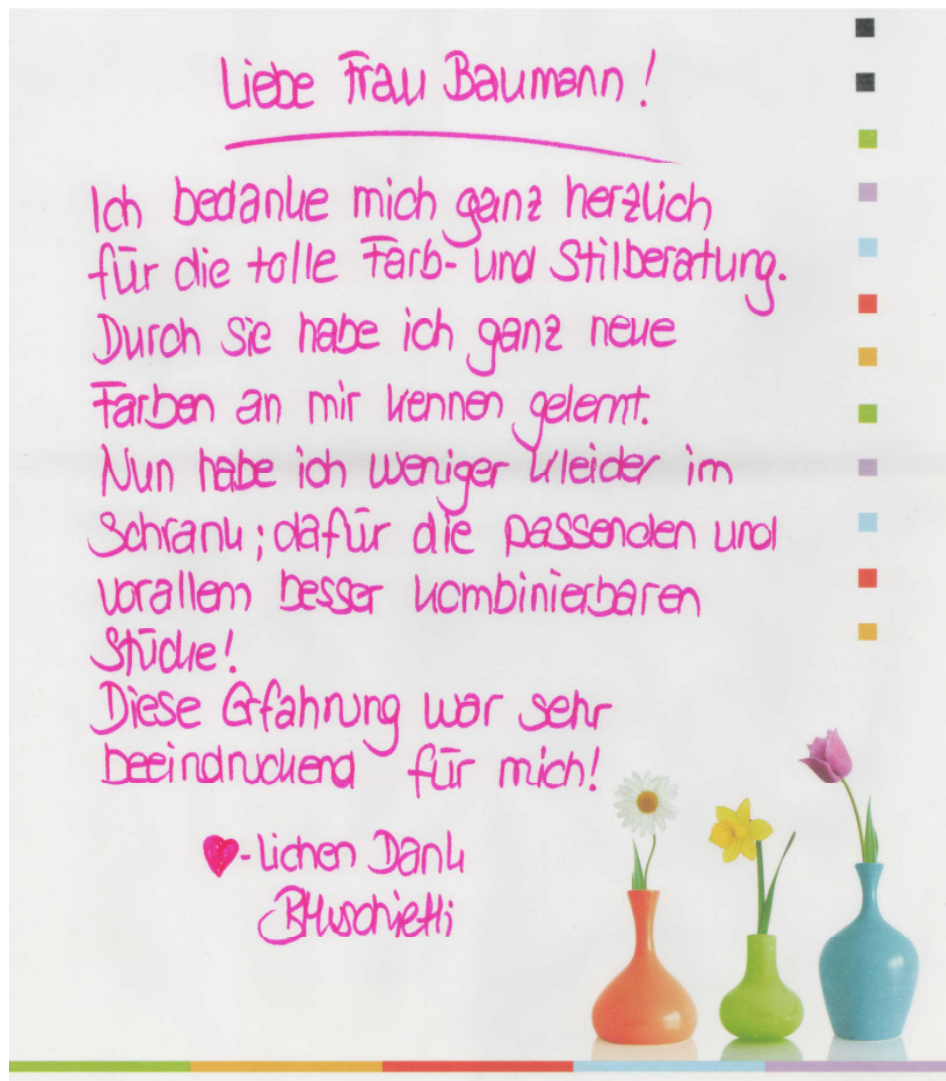 Liebe Frau Baumann!
Ich bedanke mich ganz herzlich
für die tolle Farb- und Stilberatung.
Durch Sie habe ich ganz neue
Farben an mir kennen gelernt.
Nun habe ich weniger Kleider im
Schrank; dafür die passenden und
vorallem besser kombinierbaren
Stücke!
Diese Erfahrung war sehr
beeindruckend für mich!
♥-lichen Dank